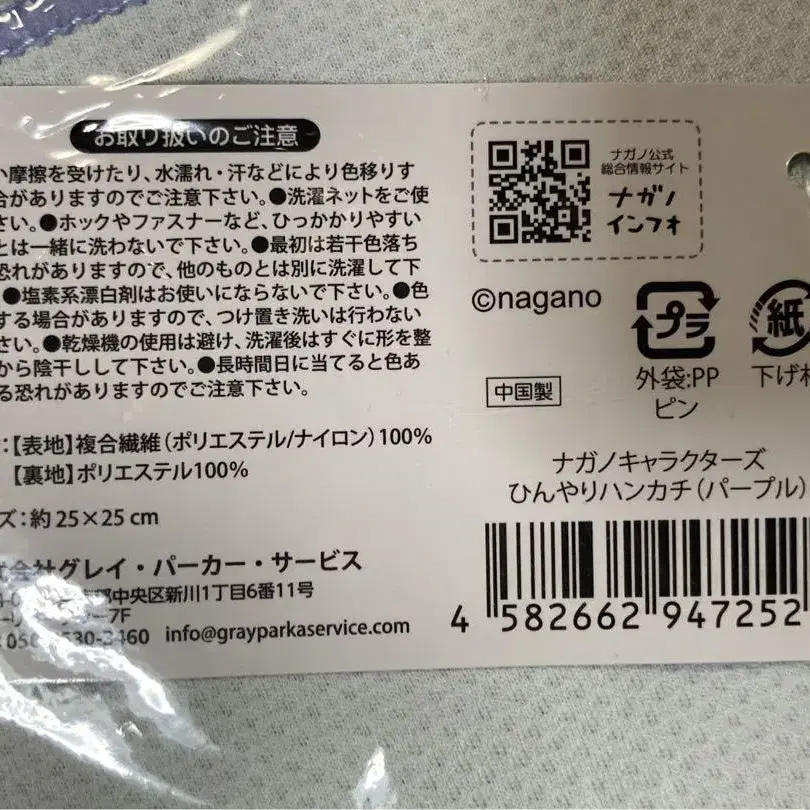 お取り扱いのご注意
い摩擦を受けたり、水濡れ・汗などにより色移りす
合がありますのでご注意下さい。●洗濯ネットをご使
さい。●ホックやファスナーなど、ひっかかりやすい
とは一緒に洗わないで下さい。●最初は若干色落ち
恐れがありますので、他のものとは別に洗濯して下
●塩素系漂白剤はお使いにならないで下さい。●色
する場合がありますので、つけ置き洗いは行わない
さい。●乾燥機の使用は避け、洗濯後はすぐに形を整
から陰干しして下さい。●長時間日に当てると色あ
る恐れがありますのでご注意下さい。
:【表地】複合繊維(ポリエステル/ナイロン)100%
【裏地】ポリエステル100%
ズ:約25×25cm
式会社グレイ・パーカー・サービス
都中央区新川1丁目6番11号
7F
info@grayparkaservice.com
ナガノ公式
総合情報サイト
ナガノ
インフォ
©nagano
プラ
紙
外袋:PP
ピン
下げ札
中国製
ナガノキャラクターズ
ひんやりハンカチ(パープル)
4 582662 947252